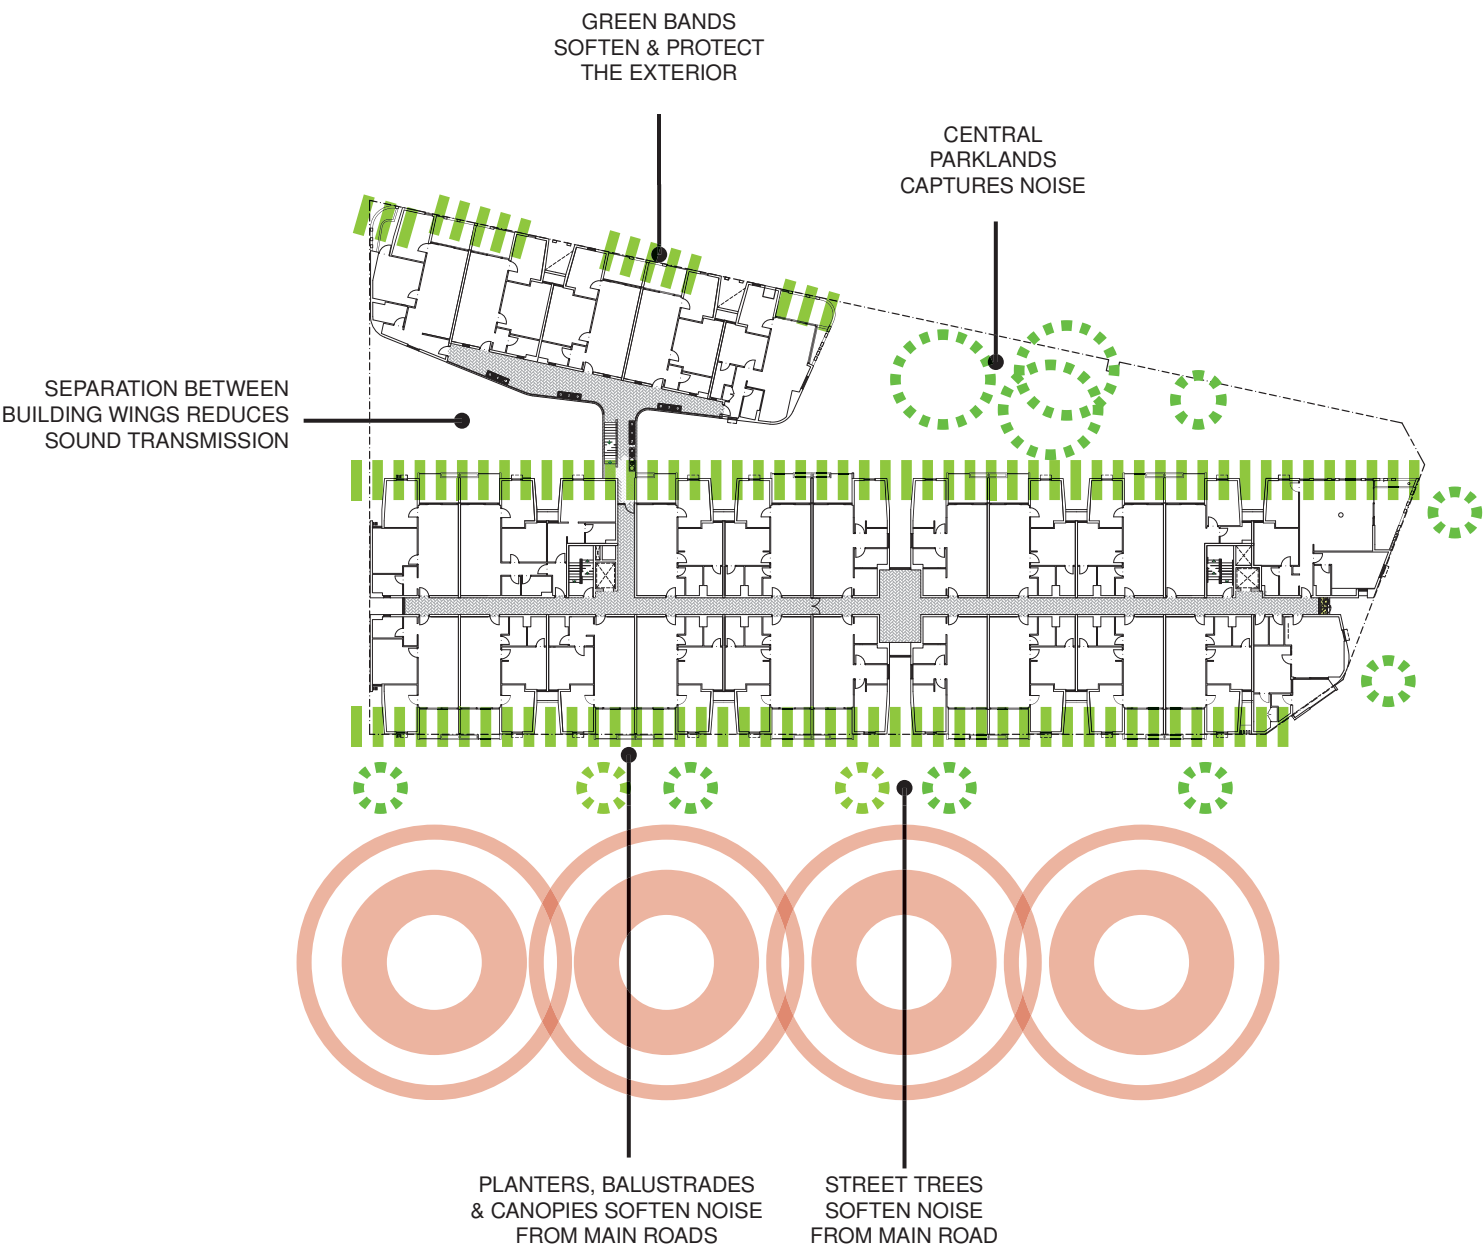 GREEN BANDS
SOFTEN & PROTECT
THE EXTERIOR
CENTRAL
PARKLANDS
CAPTURES NOISE
SEPARATION BETWEEN
BUILDING WINGS REDUCES
SOUND TRANSMISSION
PLANTERS, BALUSTRADES
& CANOPIES SOFTEN NOISE
FROM MAIN ROADS
STREET TREES
SOFTEN NOISE
FROM MAIN ROAD